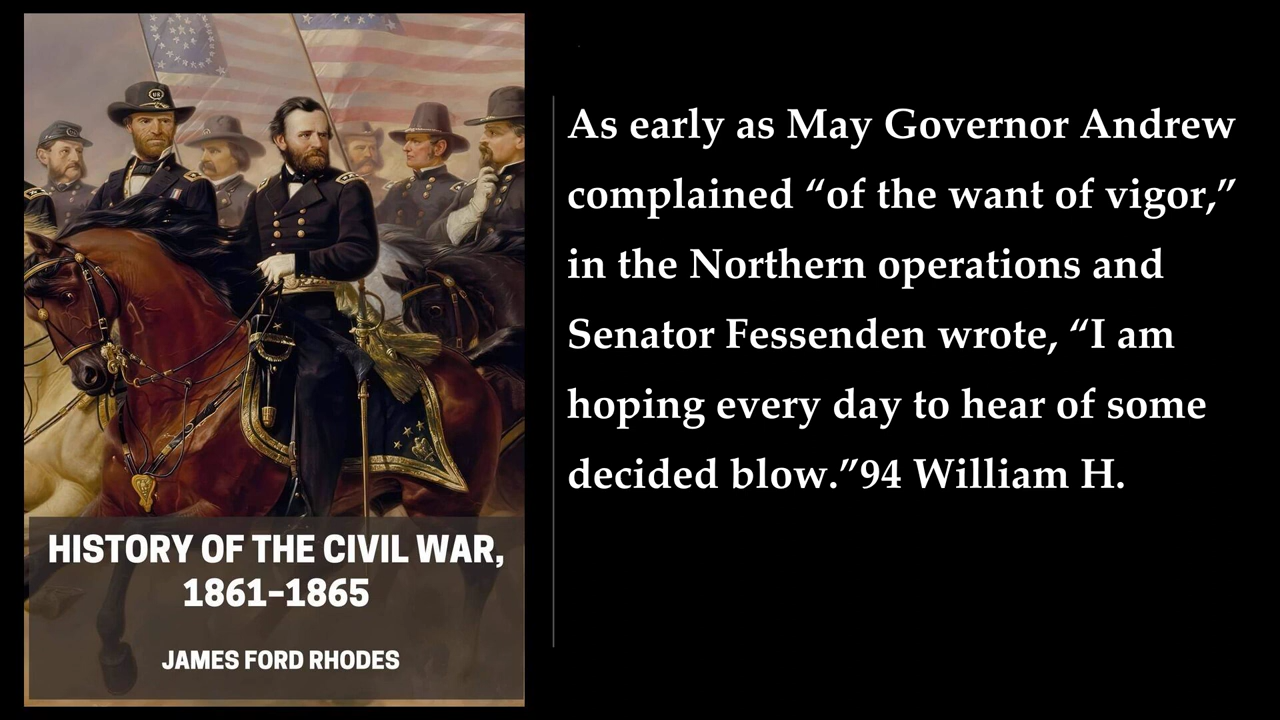 HISTORY OF THE CIVIL WAR,
1861–1865
JAMES FORD RHODES
As early as May Governor Andrew
complained “of the want of vigor,”
in the Northern operations and
Senator Fessenden wrote, “I am
hoping every day to hear of some
decided blow.”94 William H.